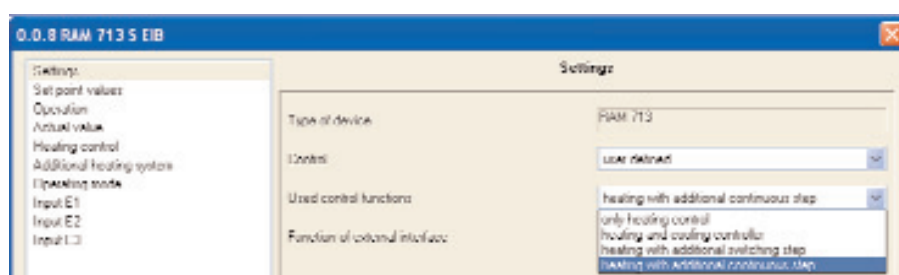 0.0.8 RAM 713 S EIB
Settings
Set point values
Operation
Actual value
Heating control
Additional heating system
Operating mode
Input E1
Input E2
Input E3
Settings
Type of device RAM 713
Control user defined
Used control functions heating with additional continuous step
Function of external interface
only heating control
heating and cooling controller
heating with additional switching step
heating with additional continuous step